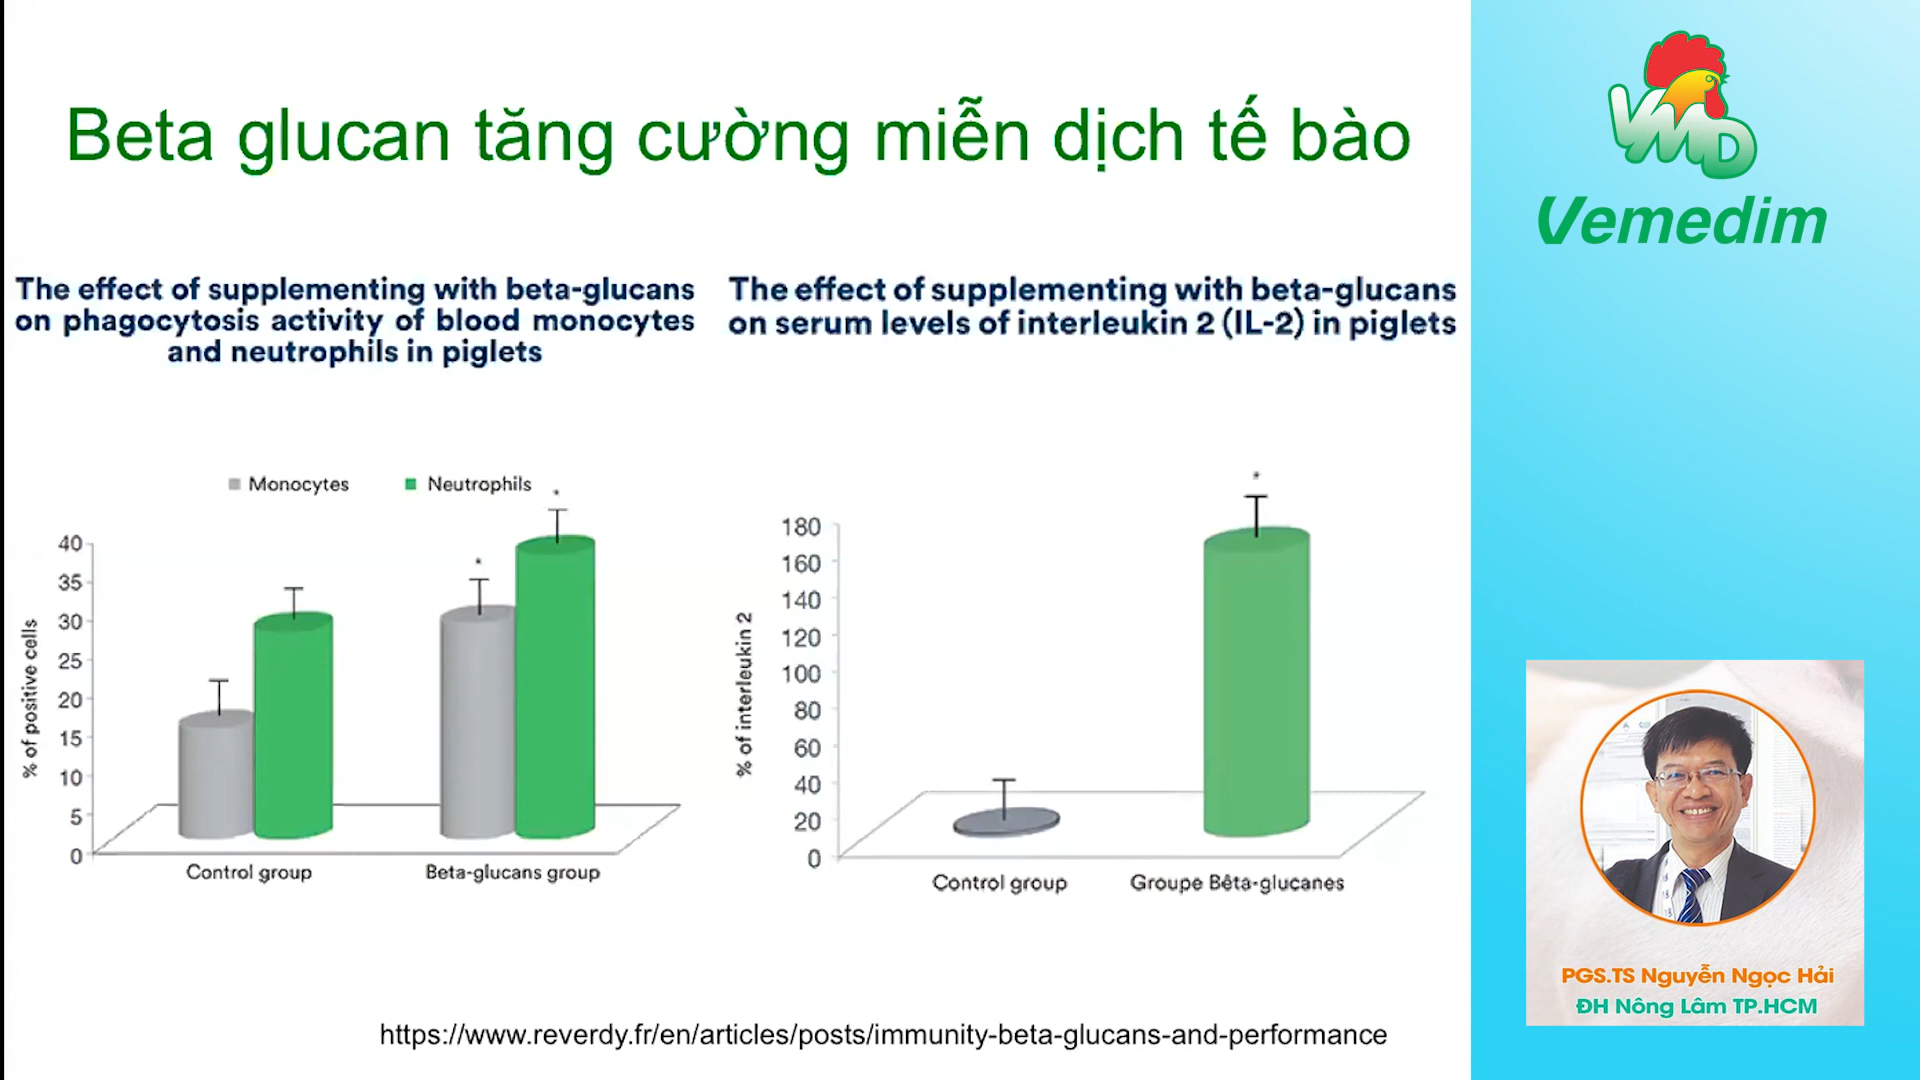 Beta glucan tăng cường miễn dịch tế bào
The effect of supplementing with beta-glucans
on phagocytosis activity of blood monocytes
and neutrophils in piglets
Monocytes
Neutrophils
*
*
40
35
30
25
20
15
10
5
0
% of positive cells
Control group
Beta-glucans group
The effect of supplementing with beta-glucans
on serum levels of interleukin 2 (IL-2) in piglets
*
180
160
140
120
100
80
60
40
20
0
% of interleukin 2
Control group
Groupe Bêta-glucanes
https://www.reverdy.fr/en/articles/posts/immunity-beta-glucans-and-performance
VMD
Vemedim
PGS.TS Nguyễn Ngọc Hải
ĐH Nông Lâm TP.HCM